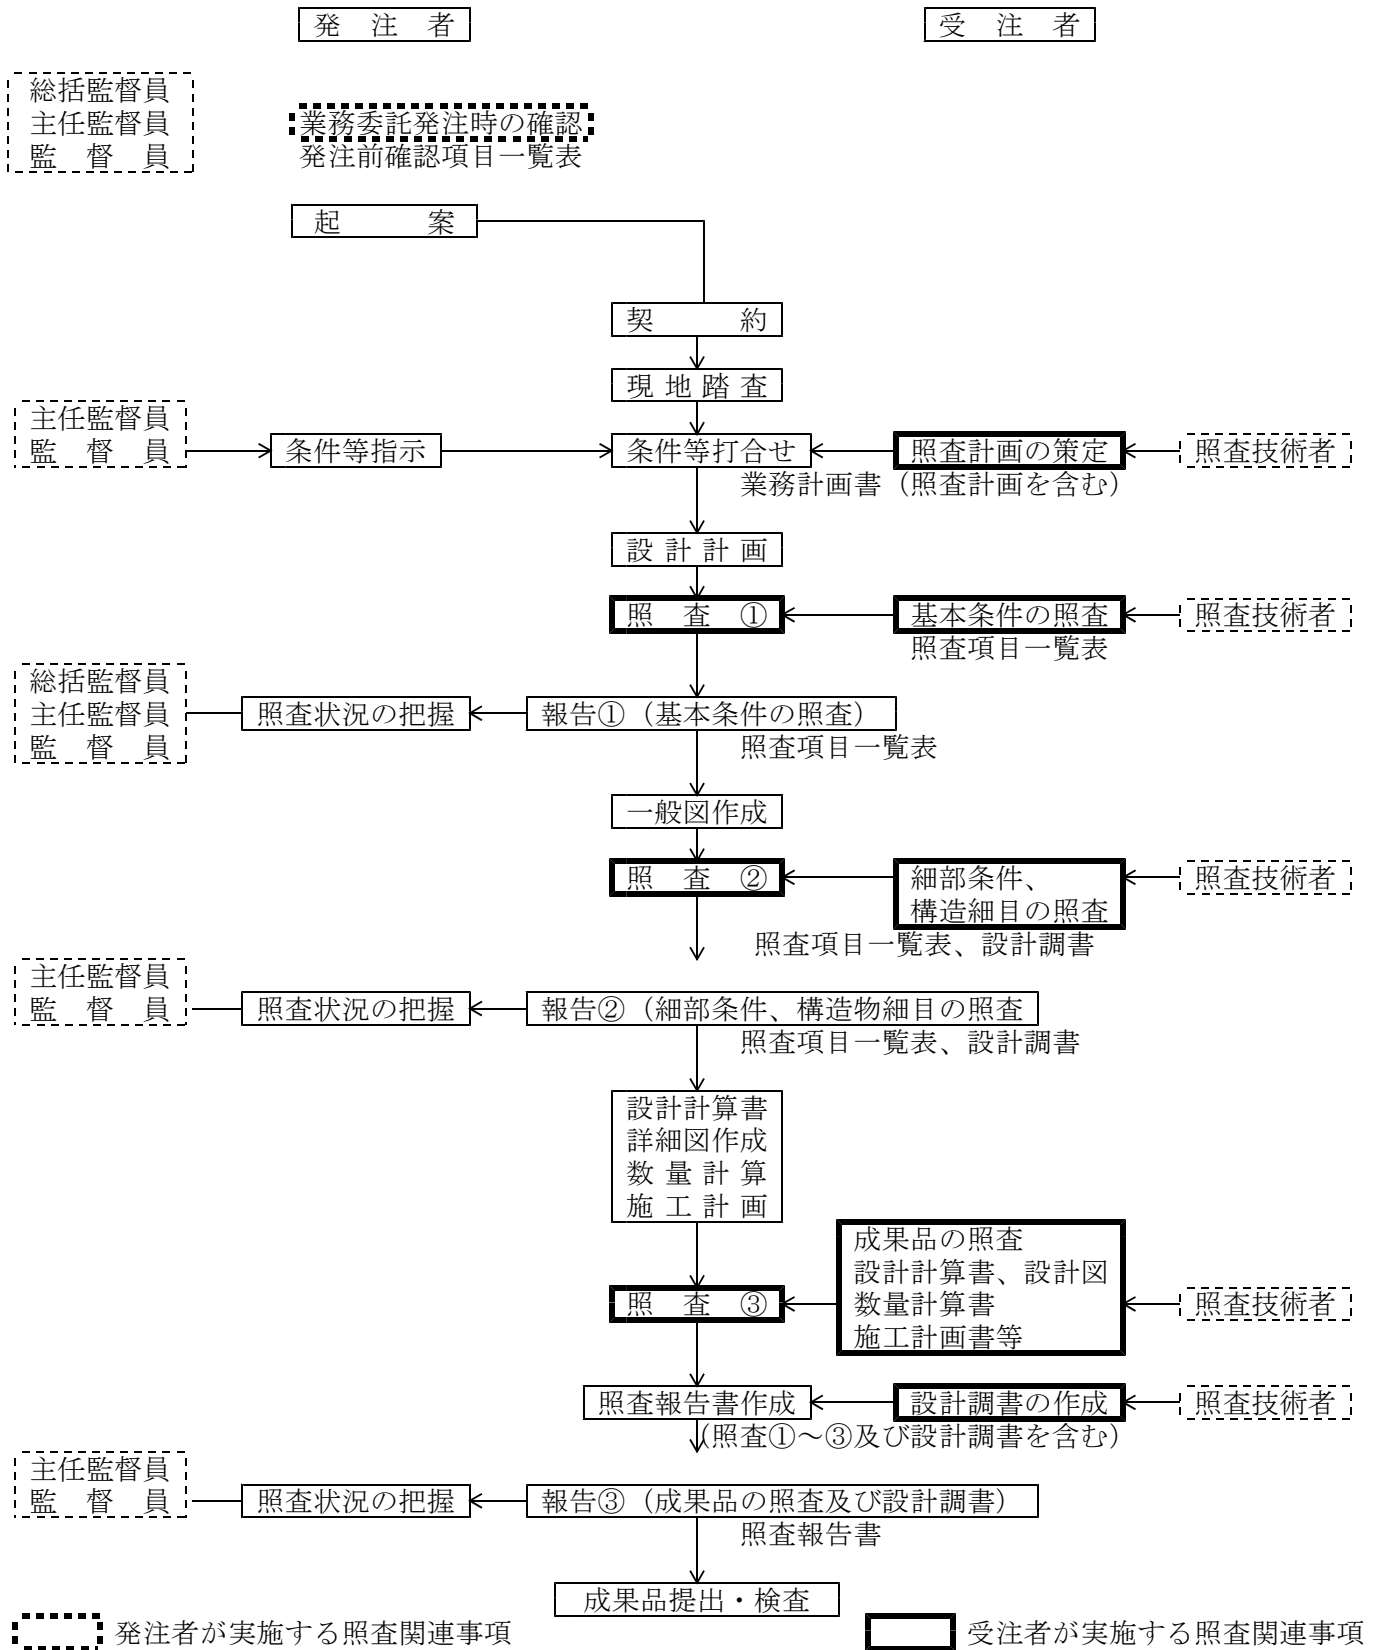 発　注　者
受　注　者
総括監督員
主任監督員
監　督　員
業務委託発注時の確認
発注前確認項目一覧表
起　　　案
契　　　約
現 地 踏 査
主任監督員
監　督　員
条件等指示
条件等打合せ
照査計画の策定
照査技術者
業務計画書（照査計画を含む）
設 計 計 画
照　査　①
基本条件の照査
照査技術者
照査項目一覧表
総括監督員
主任監督員
監　督　員
照査状況の把握
報告①（基本条件の照査）
照査項目一覧表
一般図作成
照　査　②
細部条件、
構造細目の照査
照査技術者
照査項目一覧表、設計調書
主任監督員
監　督　員
照査状況の把握
報告②（細部条件、構造物細目の照査
照査項目一覧表、設計調書
設計計算書
詳細図作成
数 量 計 算
施 工 計 画
照　査　③
成果品の照査
設計計算書、設計図
数量計算書
施工計画書等
照査技術者
照査報告書作成
設計調書の作成
照査技術者
（照査①～③及び設計調書を含む）
主任監督員
監　督　員
照査状況の把握
報告③（成果品の照査及び設計調書）
照査報告書
成果品提出・検査
発注者が実施する照査関連事項
受注者が実施する照査関連事項